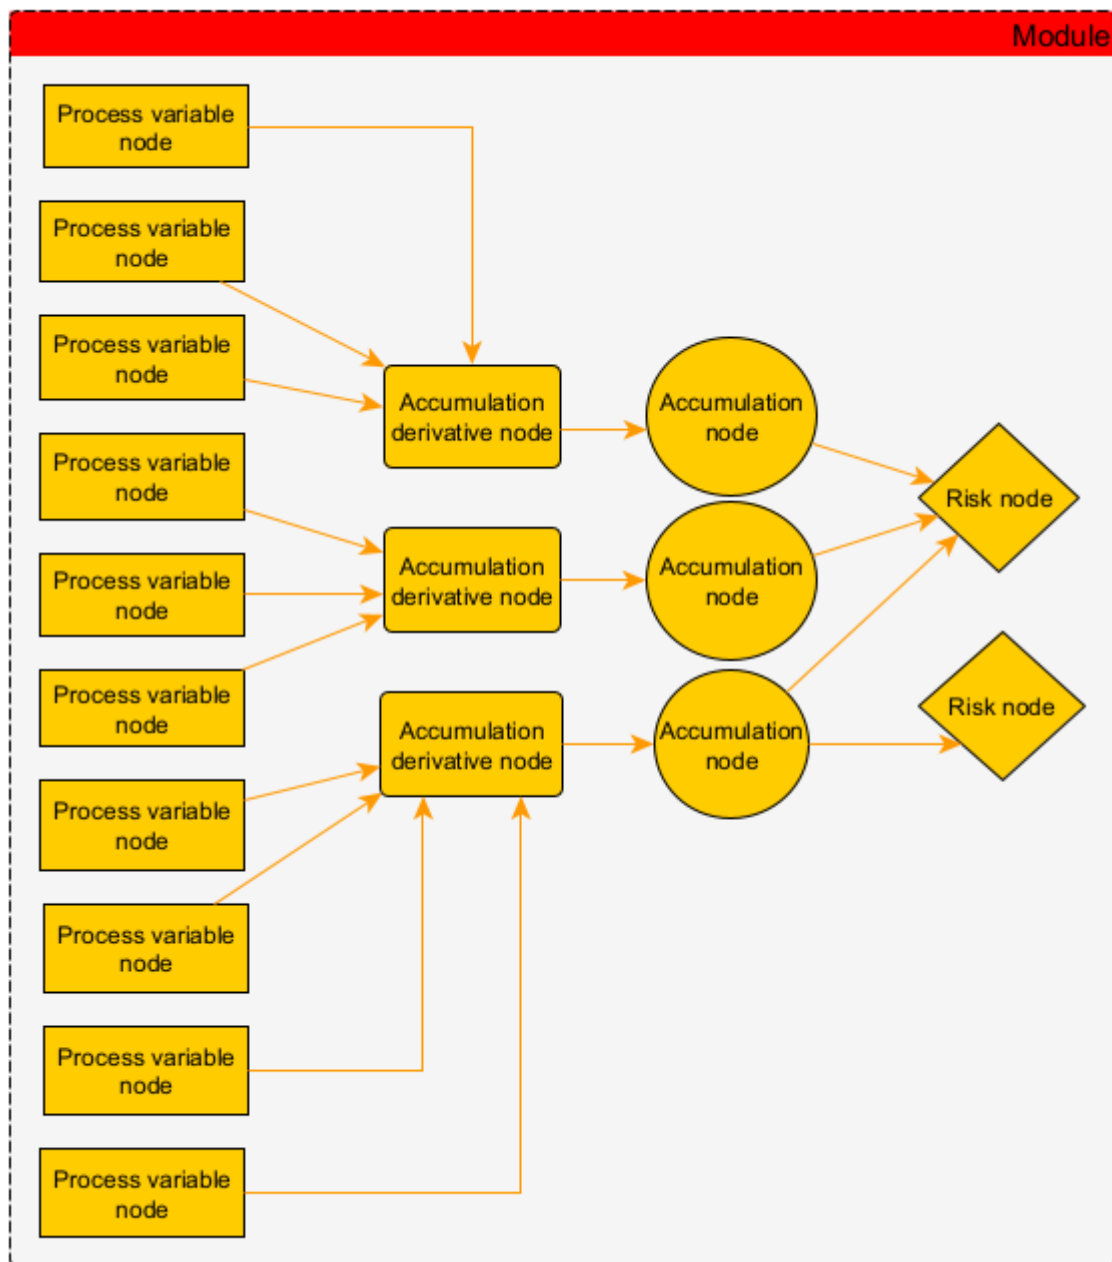 Module
Process variable
node
Process variable
node
Process variable
node
Process variable
node
Process variable
node
Process variable
node
Process variable
node
Process variable
node
Process variable
node
Process variable
node
Accumulation
derivative node
Accumulation
derivative node
Accumulation
derivative node
Accumulation
node
Accumulation
node
Accumulation
node
Risk node
Risk node